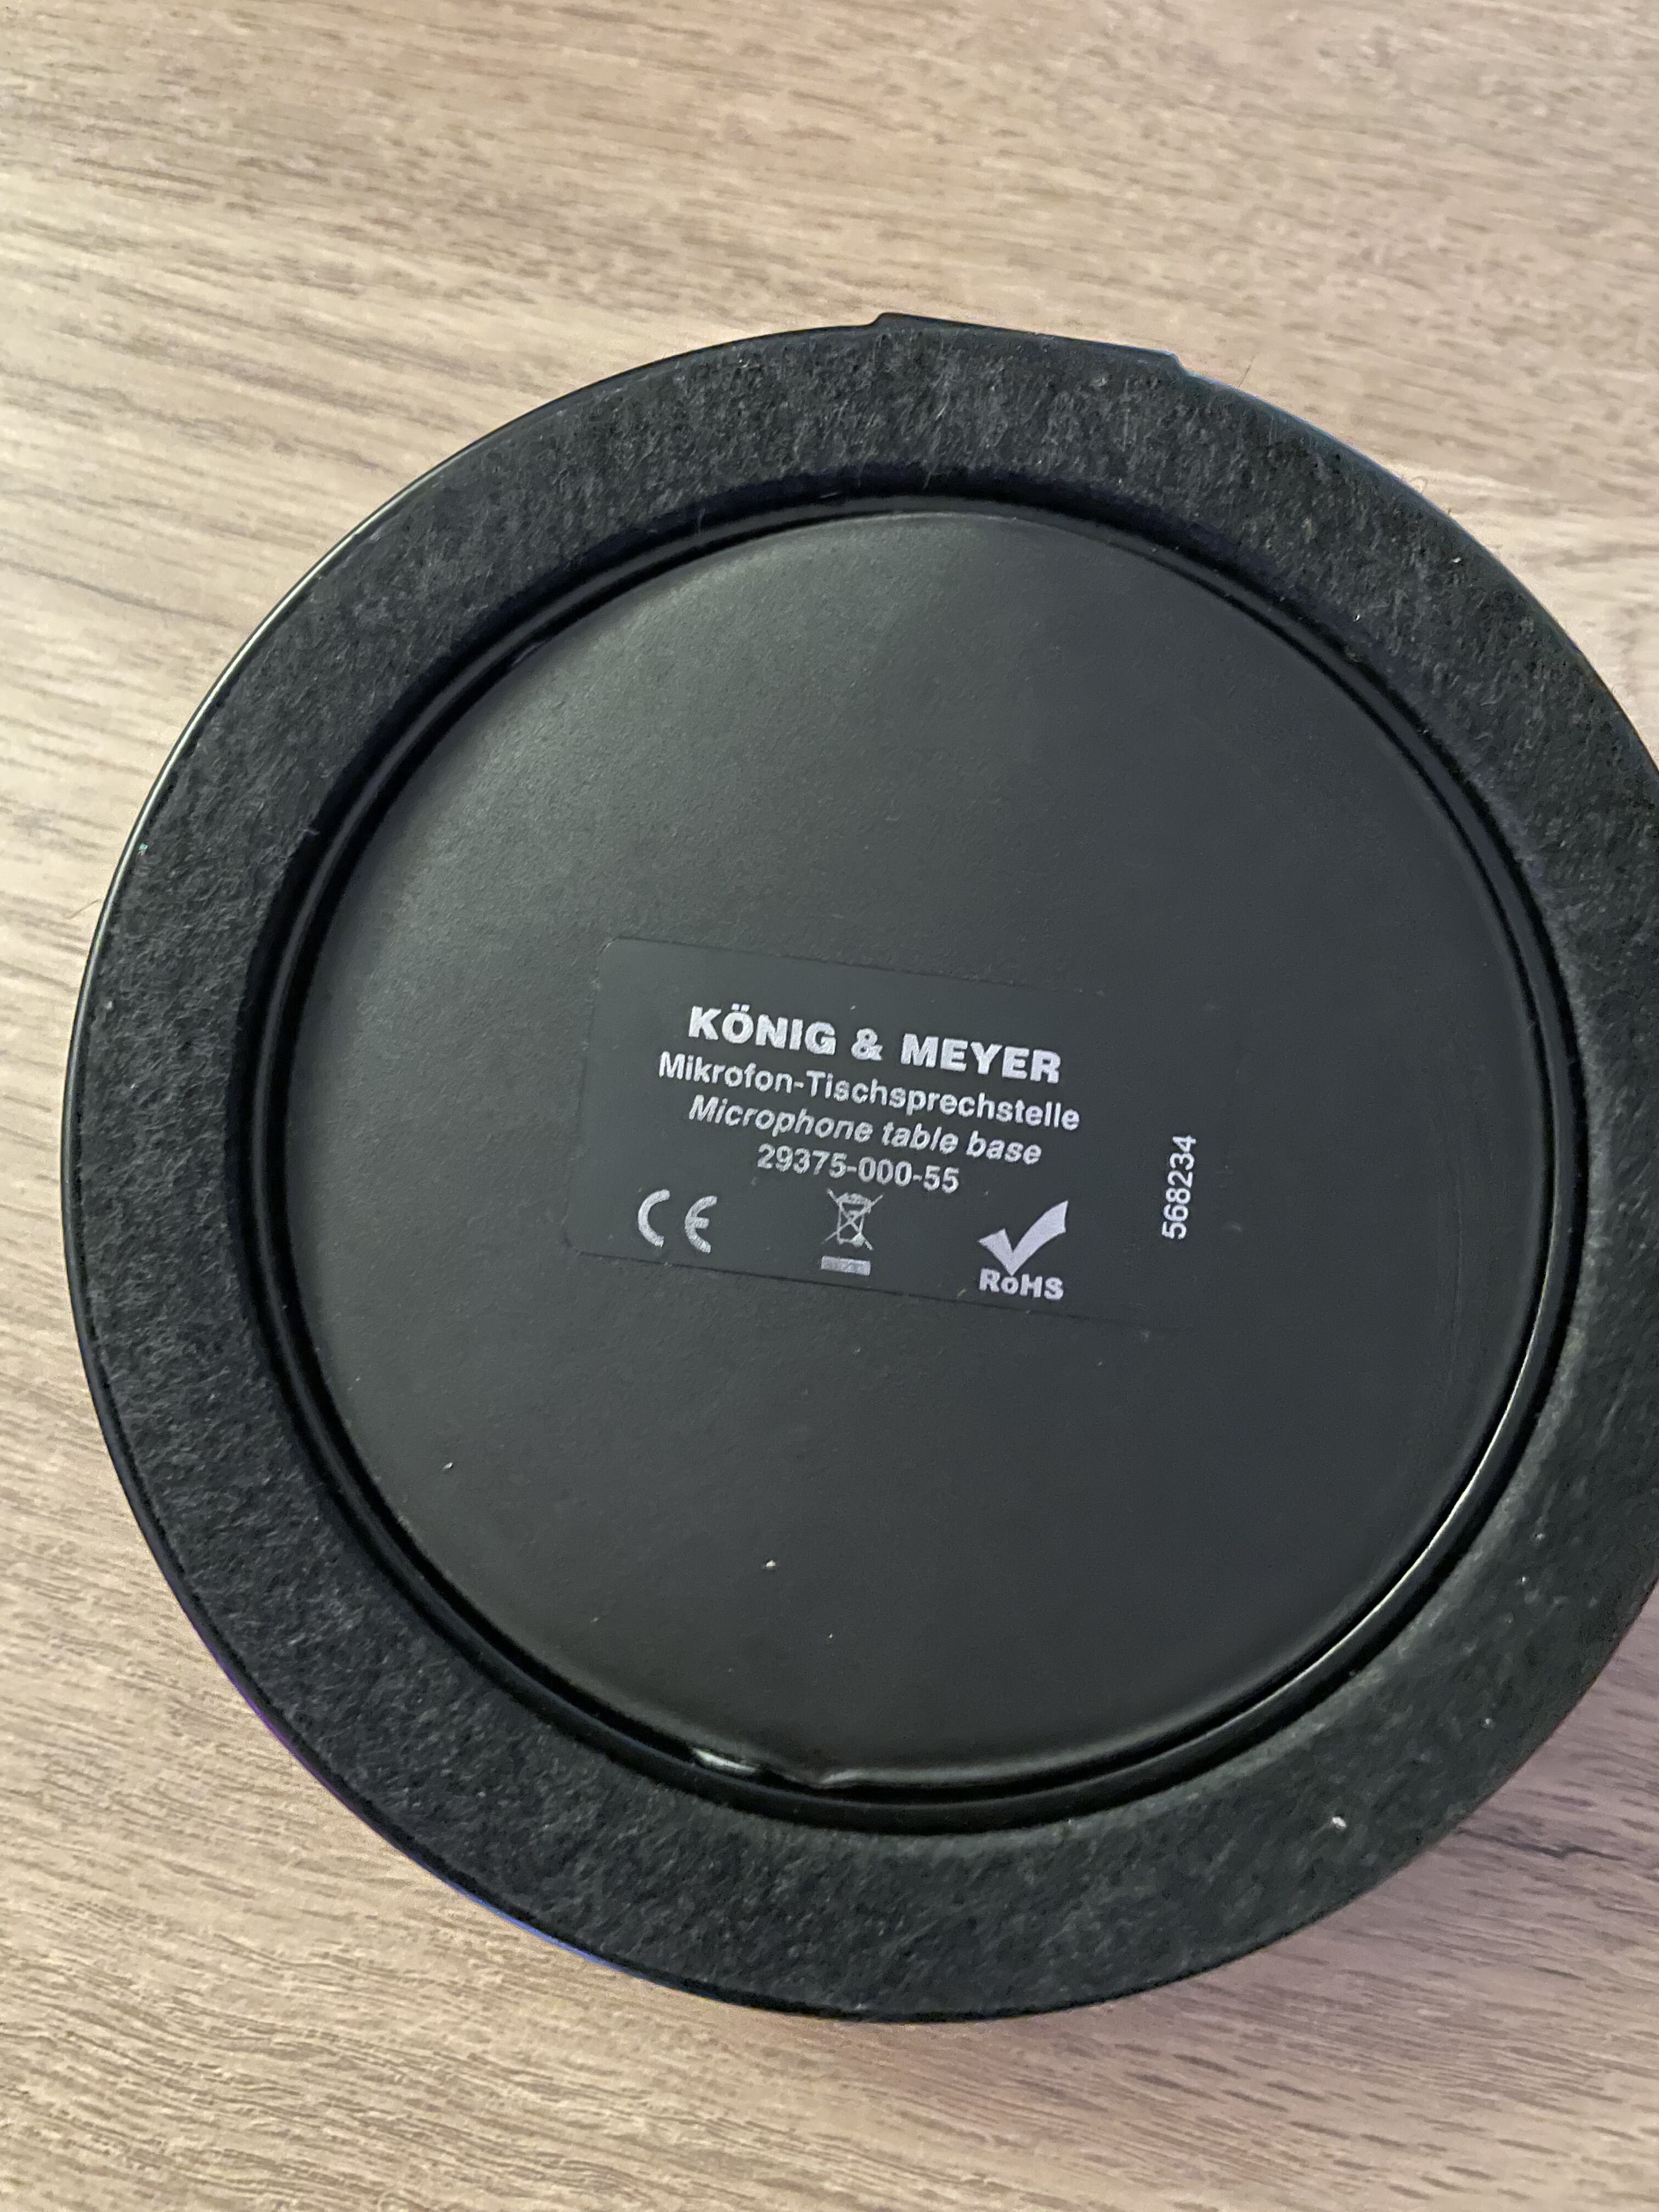 KÖNIG & MEYER
Mikrofon-Tischsprechstelle
Microphone table base
29375-000-55
CE
RoHS
568234